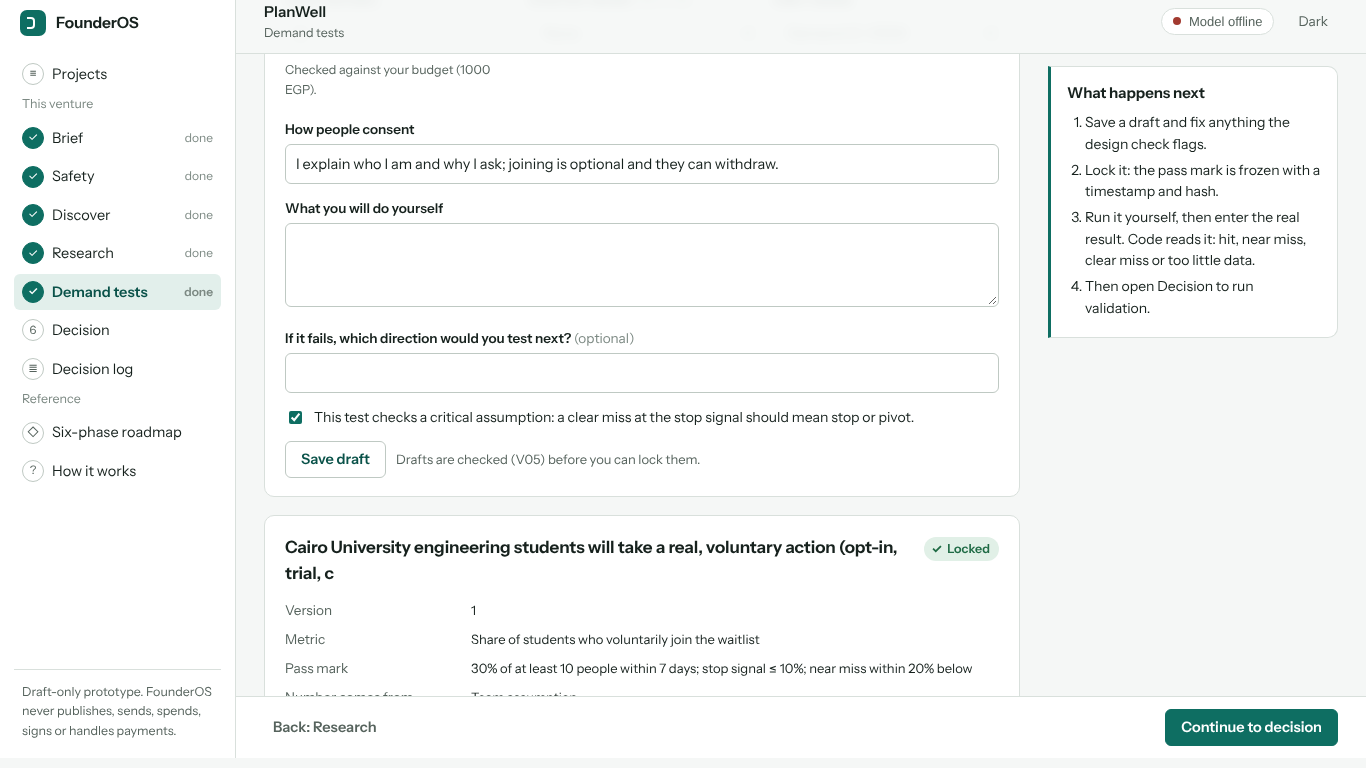 FounderOS
Projects
This venture
Brief done
Safety done
Discover done
Research done
Demand tests done
6 Decision
Decision log
Reference
Six-phase roadmap
? How it works
Draft-only prototype. FounderOS
never publishes, sends, spends,
signs or handles payments.
PlanWell
Demand tests
Model offline
Dark
Checked against your budget (1000
EGP).
How people consent
I explain who I am and why I ask; joining is optional and they can withdraw.
What you will do yourself
If it fails, which direction would you test next? (optional)
This test checks a critical assumption: a clear miss at the stop signal should mean stop or pivot.
Save draft
Drafts are checked (V05) before you can lock them.
Cairo University engineering students will take a real, voluntary action (opt-in,
trial, c
Locked
Version 1
Metric Share of students who voluntarily join the waitlist
Pass mark 30% of at least 10 people within 7 days; stop signal ≤ 10%; near miss within 20% below
Number comes from Team assumption
What happens next
1. Save a draft and fix anything the
design check flags.
2. Lock it: the pass mark is frozen with a
timestamp and hash.
3. Run it yourself, then enter the real
result. Code reads it: hit, near miss,
clear miss or too little data.
4. Then open Decision to run
validation.
Back: Research
Continue to decision